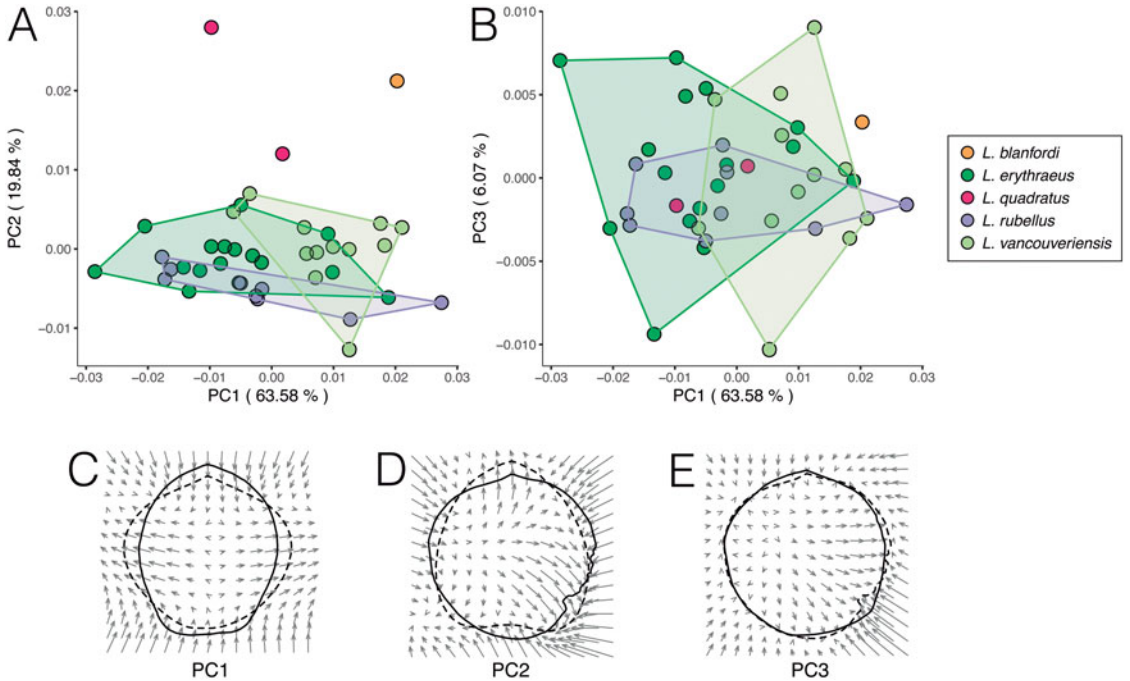 A
0.03
0.02
0.01
0.00
−0.01
PC2 ( 19.84 % )
−0.03
−0.02
−0.01
0.00
0.01
0.02
0.03
PC1 ( 63.58 % )
B
0.010
0.005
0.000
−0.005
−0.010
PC3 ( 6.07 % )
−0.03
−0.02
−0.01
0.00
0.01
0.02
0.03
PC1 ( 63.58 % )
L. blanfordi
L. erythraeus
L. quadratus
L. rubellus
L. vancouveriensis
C
PC1
D
PC2
E
PC3